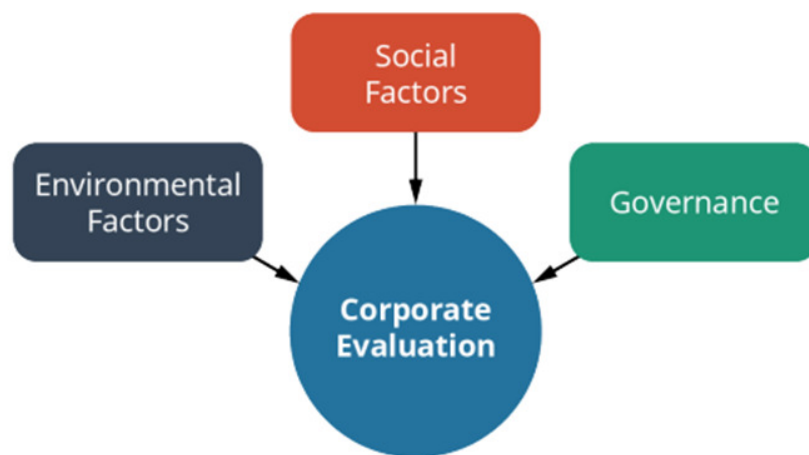 Social
Factors
Environmental
Factors
Governance
Corporate
Evaluation